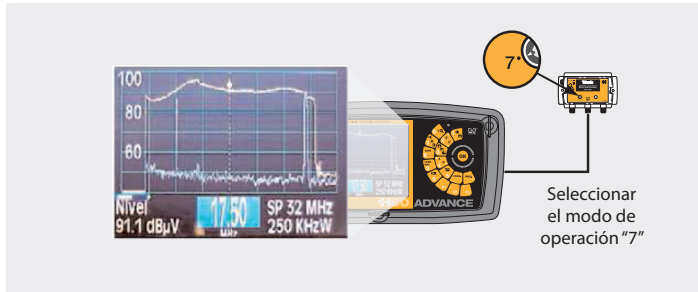 100
80
60
Nivel
91.1 dBµV
17.50
MHz
SP 32 MHz
250 KHzW
7
OK
ADVANCE
Seleccionar
el modo de
operación “7”